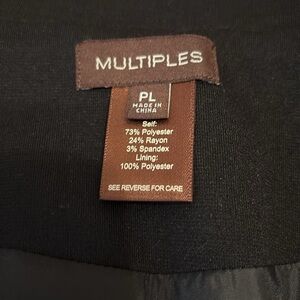 MULTIPLES
PL
MADE IN
CHINA
Self:
73% Polyester
24% Rayon
3% Spandex
Lining:
100% Polyester
SEE REVERSE FOR CARE